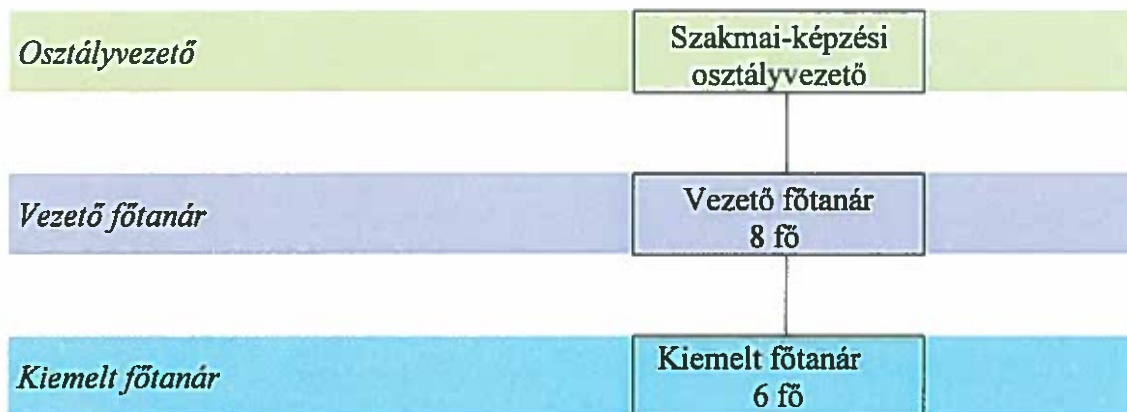 Osztályvezető
Szakmai-képzési
osztályvezető
Vezető főtanár
Vezető főtanár
8 fő
Kiemelt főtanár
Kiemelt főtanár
6 fő